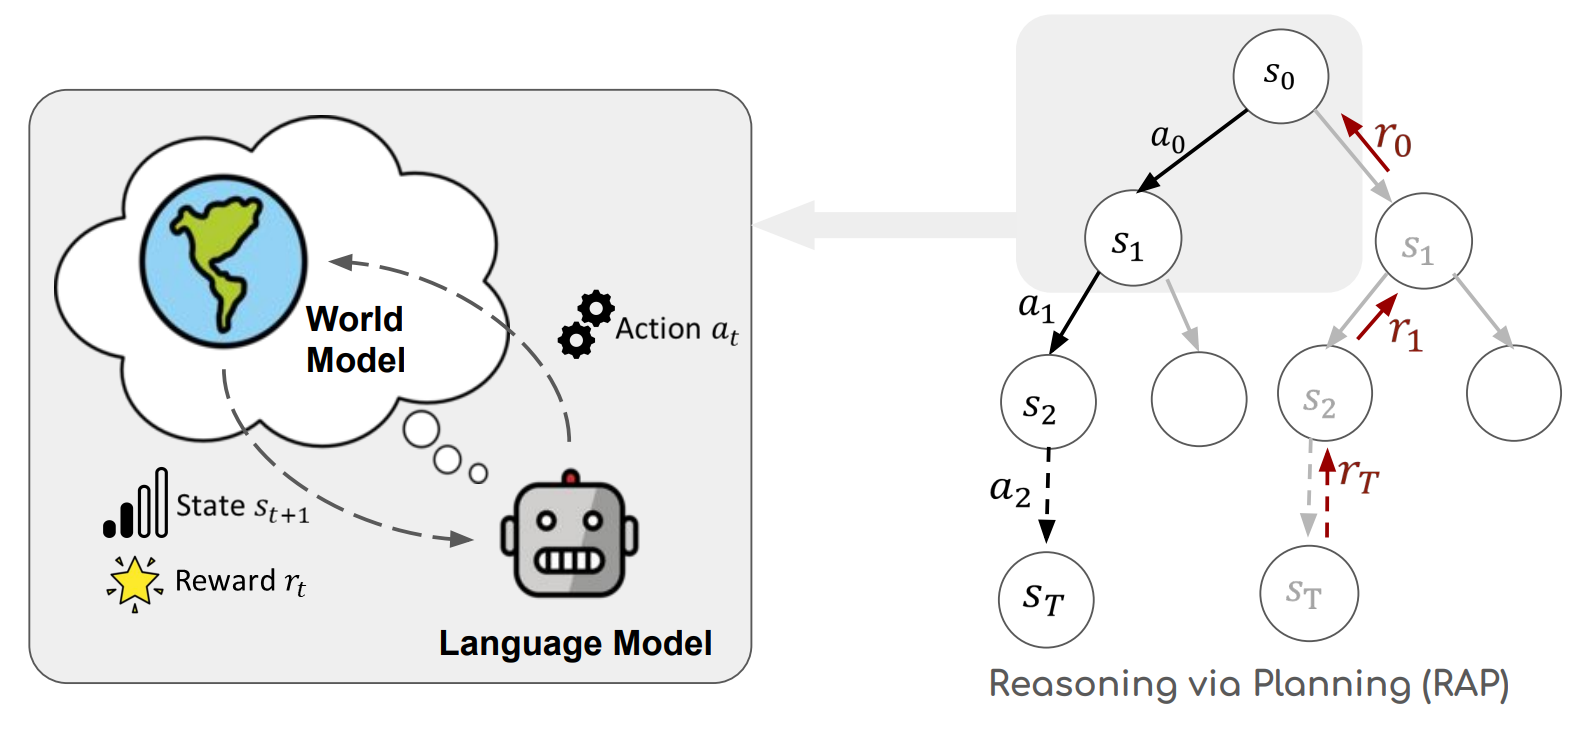 World
Model
Action a_t
State s_{t+1}
Reward r_t
Language Model
s_0
a_0
r_0
s_1
s_1
a_1
r_1
s_2
s_2
a_2
r_T
s_T
s_T
Reasoning via Planning (RAP)